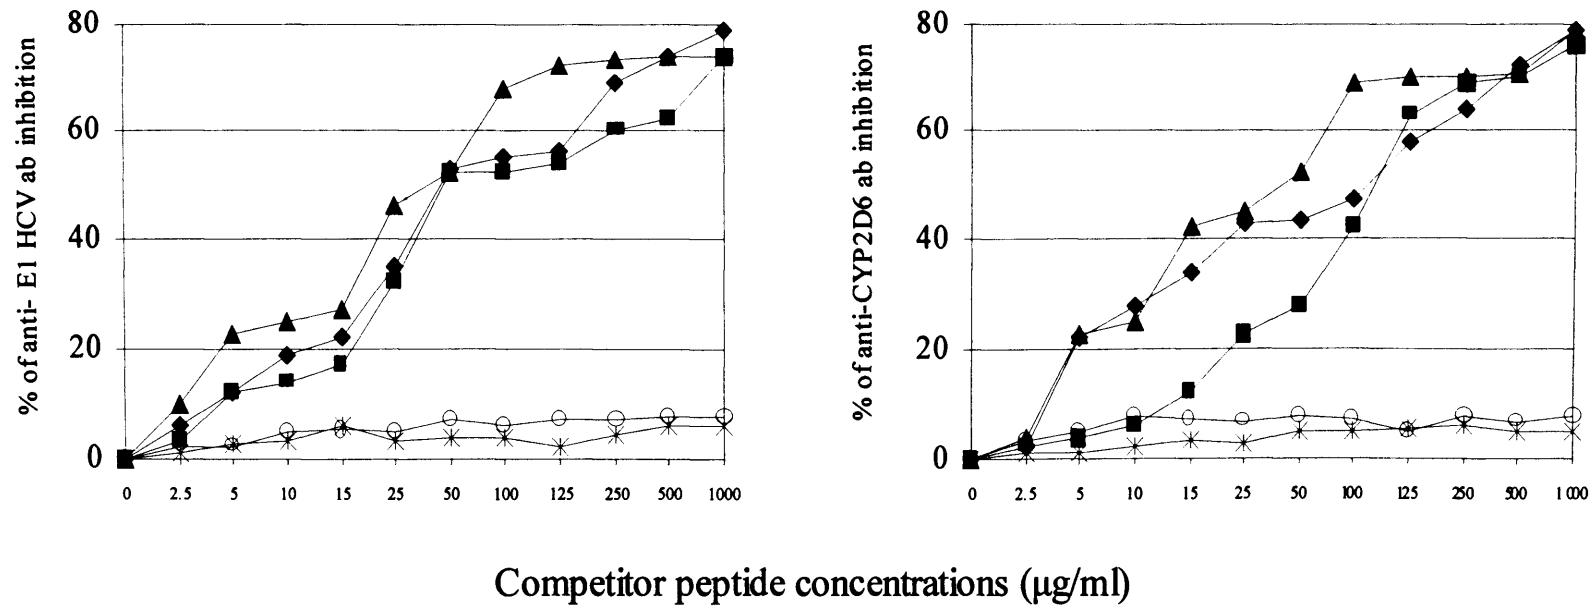 % of anti- E1 HCV ab inhibition
80
60
40
20
0
0 2.5 5 10 15 25 50 100 125 250 500 1000
% of anti-CYP2D6 ab inhibition
80
60
40
20
0
0 2.5 5 10 15 25 50 100 125 250 500 1000
Competitor peptide concentrations (µg/ml)